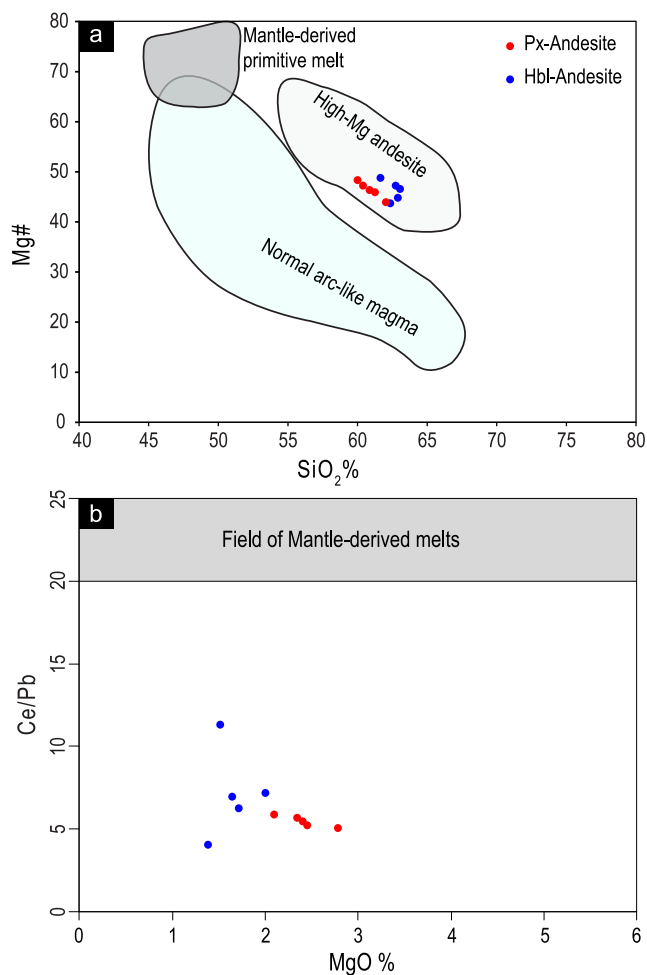 a
80
70
60
50
40
30
20
10
0
Mg#
Mantle-derived
primitive melt
Px-Andesite
Hbl-Andesite
High-Mg andesite
Normal arc-like magma
40 45 50 55 60 65 70 75 80
SiO₂%
b
25
20
15
10
5
0
Ce/Pb
Field of Mantle-derived melts
0 1 2 3 4 5 6
MgO %